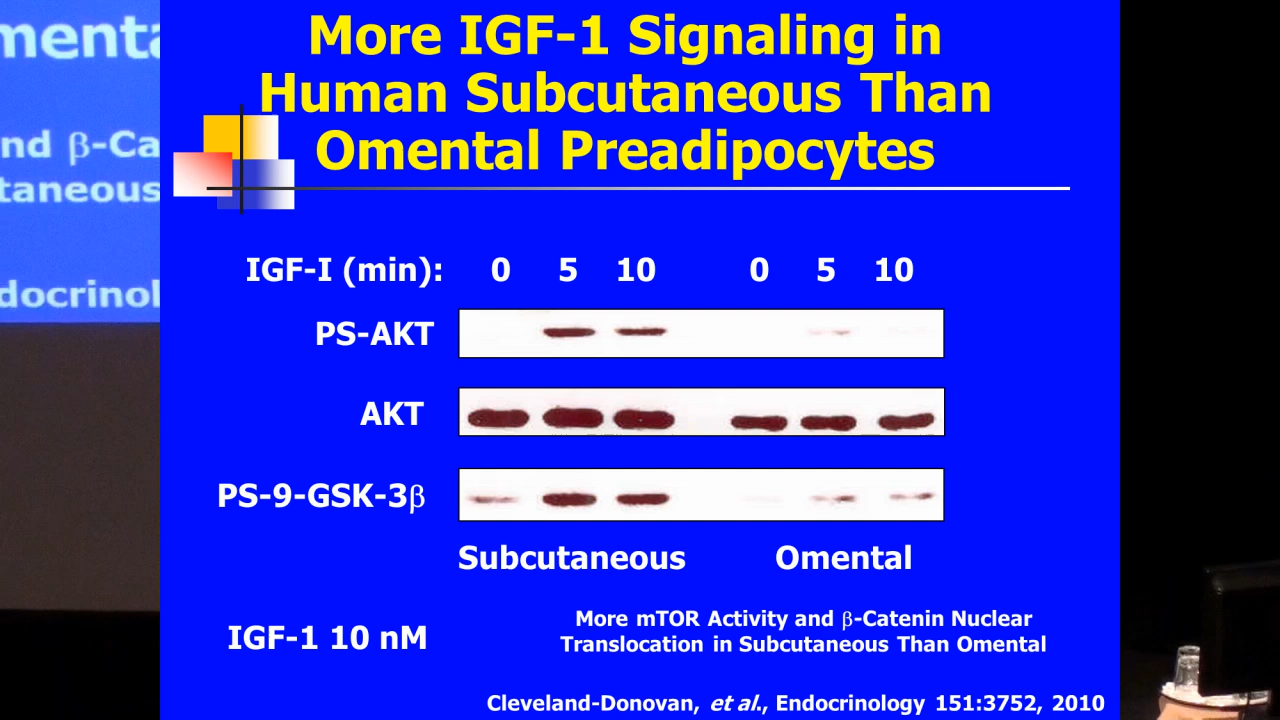 More IGF-1 Signaling in
Human Subcutaneous Than
Omental Preadipocytes
IGF-I (min): 0 5 10 0 5 10
PS-AKT
AKT
PS-9-GSK-3β
Subcutaneous Omental
IGF-1 10 nM
More mTOR Activity and β-Catenin Nuclear
Translocation in Subcutaneous Than Omental
Cleveland-Donovan, et al., Endocrinology 151:3752, 2010
nd β-Ca
taneous